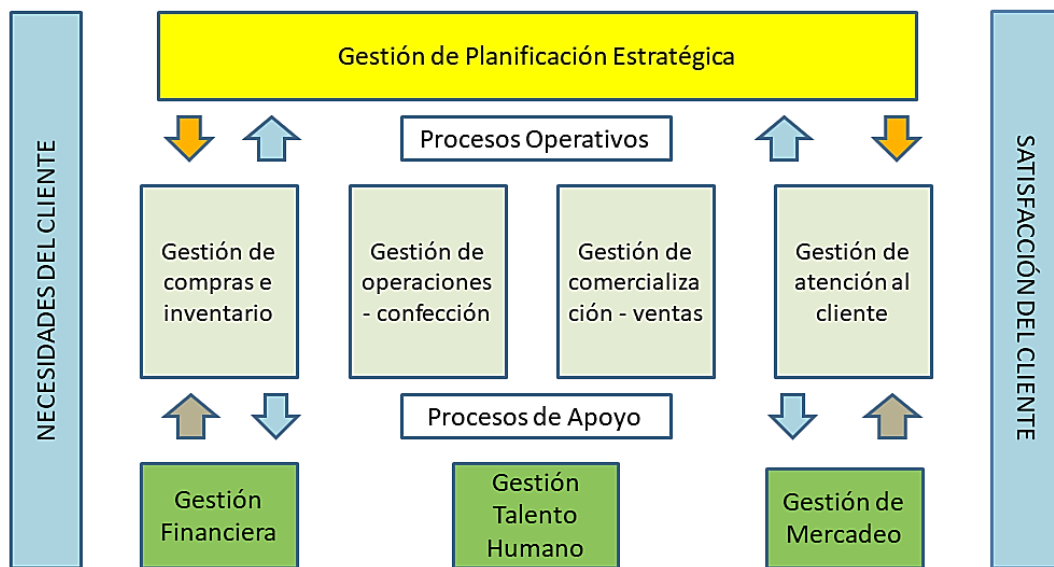 NECESIDADES DEL CLIENTE
Gestión de Planificación Estratégica
Procesos Operativos
Gestión de
compras e
inventario
Gestión de
operaciones
- confección
Gestión de
comercializa
ción - ventas
Gestión de
atención al
cliente
Procesos de Apoyo
Gestión
Financiera
Gestión
Talento
Humano
Gestión de
Mercadeo
SATISFACCIÓN DEL CLIENTE